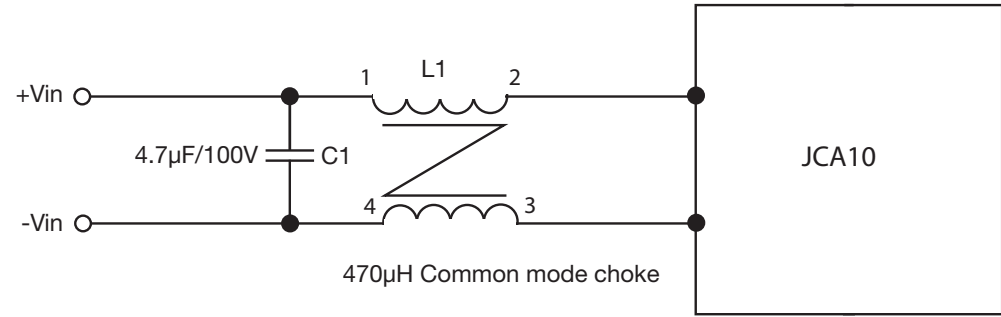 L1
1
2
+Vin
4.7µF/100V
C1
JCA10
4
3
-Vin
470µH Common mode choke